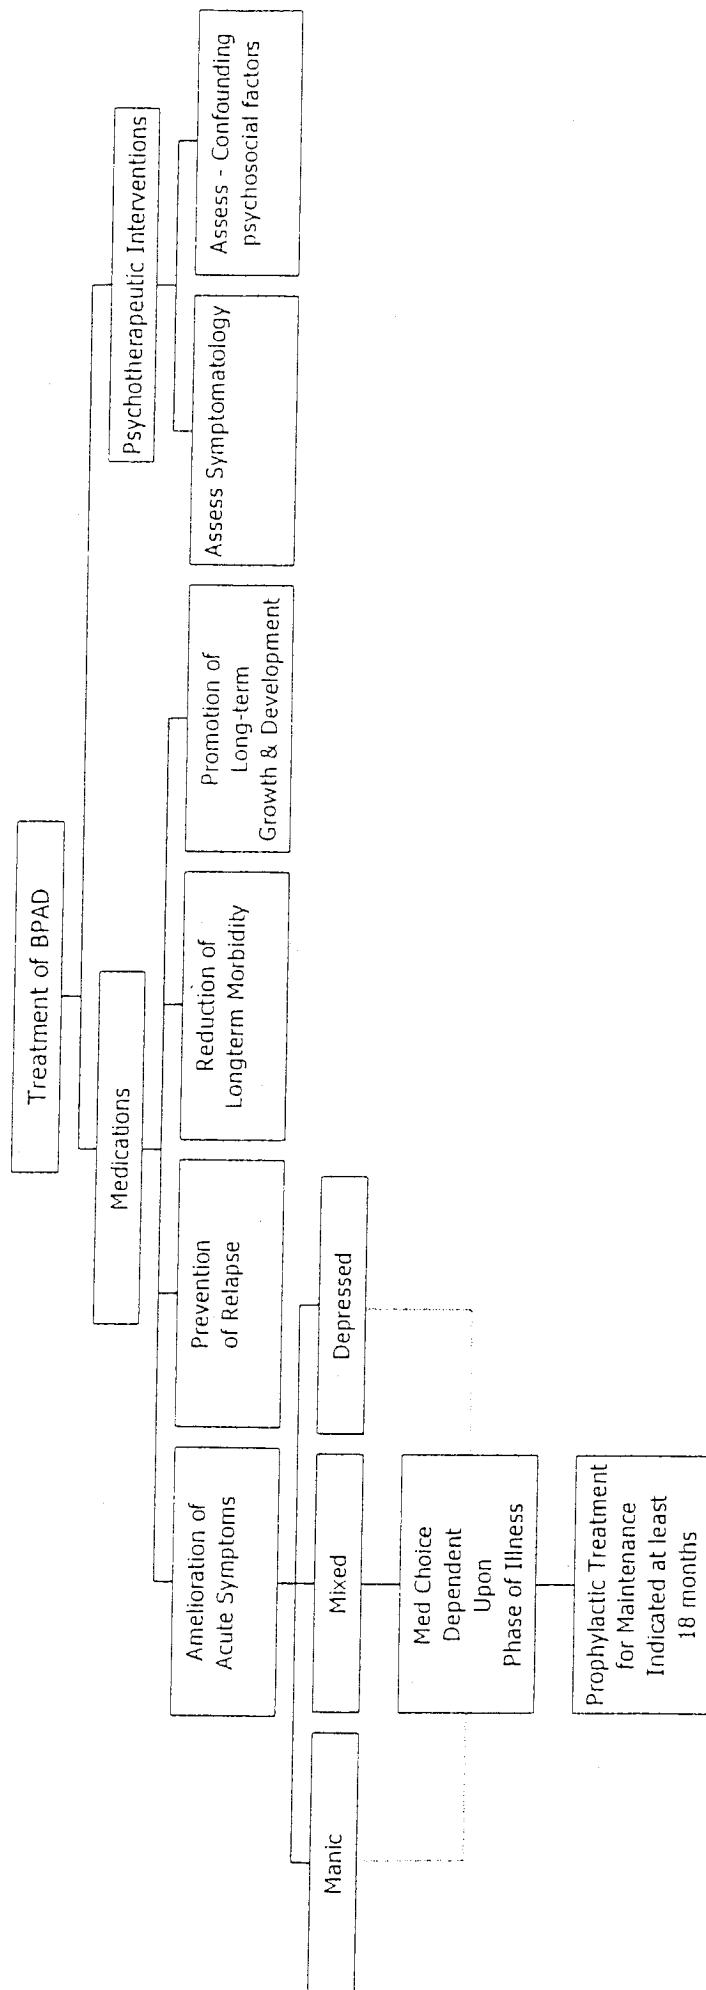 Treatment of BPAD
Medications
Psychotherapeutic Interventions
Amelioration of
Acute Symptoms
Prevention
of Relapse
Reduction of
Longterm Morbidity
Promotion of
Long-term
Growth & Development
Assess Symptomatology
Assess - Confounding
psychosocial factors
Manic
Mixed
Depressed
Med Choice
Dependent
Upon
Phase of Illness
Prophylactic Treatment
for Maintenance
Indicated at least
18 months